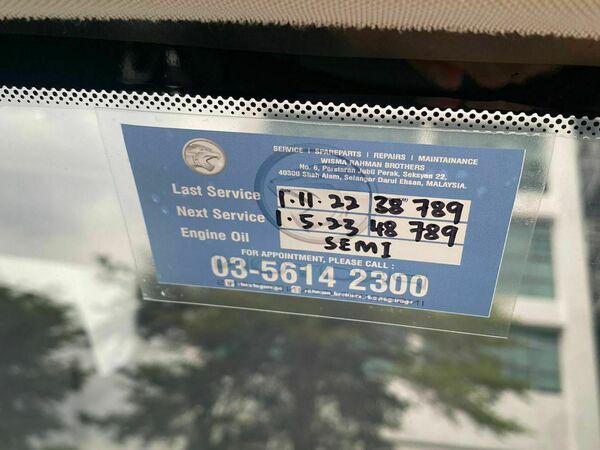 SERVICE | SPAREPARTS | REPAIRS | MAINTAINANCE
WISMA RAHMAN BROTHERS
No. 6, Persiaran Jubli Perak, Seksyen 22,
40300 Shah Alam, Selangor Darul Ehsan, MALAYSIA.
Last Service 1.11.22 38 789
Next Service 1.5.23 48 789
Engine Oil SEMI
FOR APPOINTMENT, PLEASE CALL :
03-5614 2300